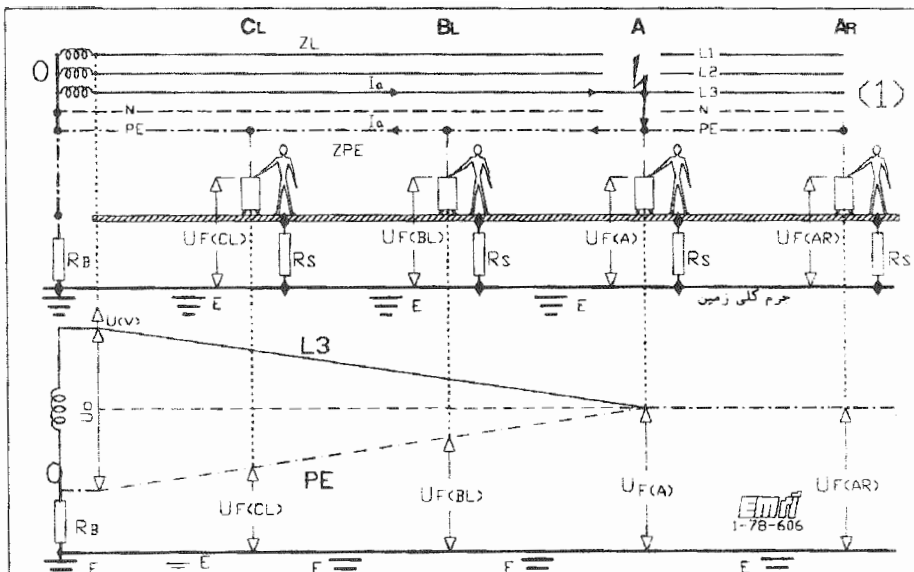 CL BL A AR
ZL L1
O L2
Ia L3 (1)
N N
PE Ia PE
ZPE
UF(CL) UF(BL) UF(A) UF(AR)
RB RS RS RS RS
E E E جرم کلی زمین
U(V)
L3
U0
O
PE
UF(CL) UF(BL) UF(A) UF(AR)
RB
Emri
1-78-606
E E E E E